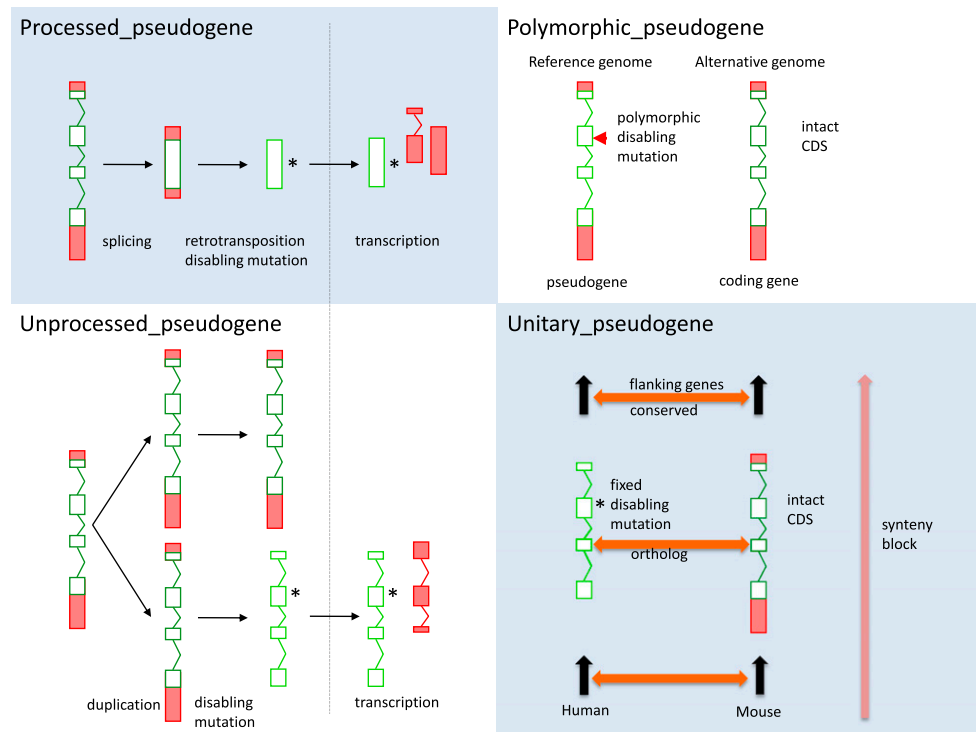 Processed_pseudogene
*
*
splicing
retrotransposition
disabling mutation
transcription
Polymorphic_pseudogene
Reference genome
Alternative genome
polymorphic
disabling
mutation
intact
CDS
pseudogene
coding gene
Unprocessed_pseudogene
*
*
duplication
disabling
mutation
transcription
Unitary_pseudogene
flanking genes
conserved
fixed
* disabling
mutation
intact
CDS
ortholog
synteny
block
Human
Mouse